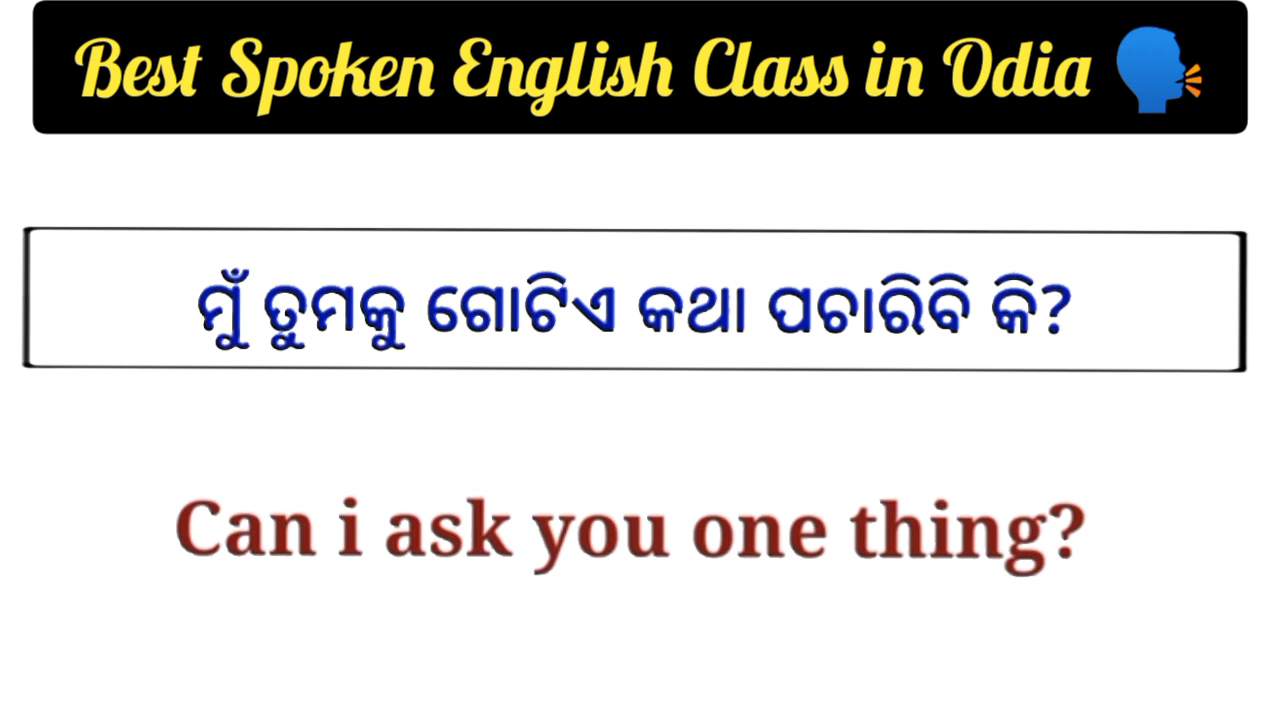 Best Spoken English Class in Odia
ମୁଁ ତୁମକୁ ଗୋଟିଏ କଥା ପଚାରିବି କି?
Can i ask you one thing?